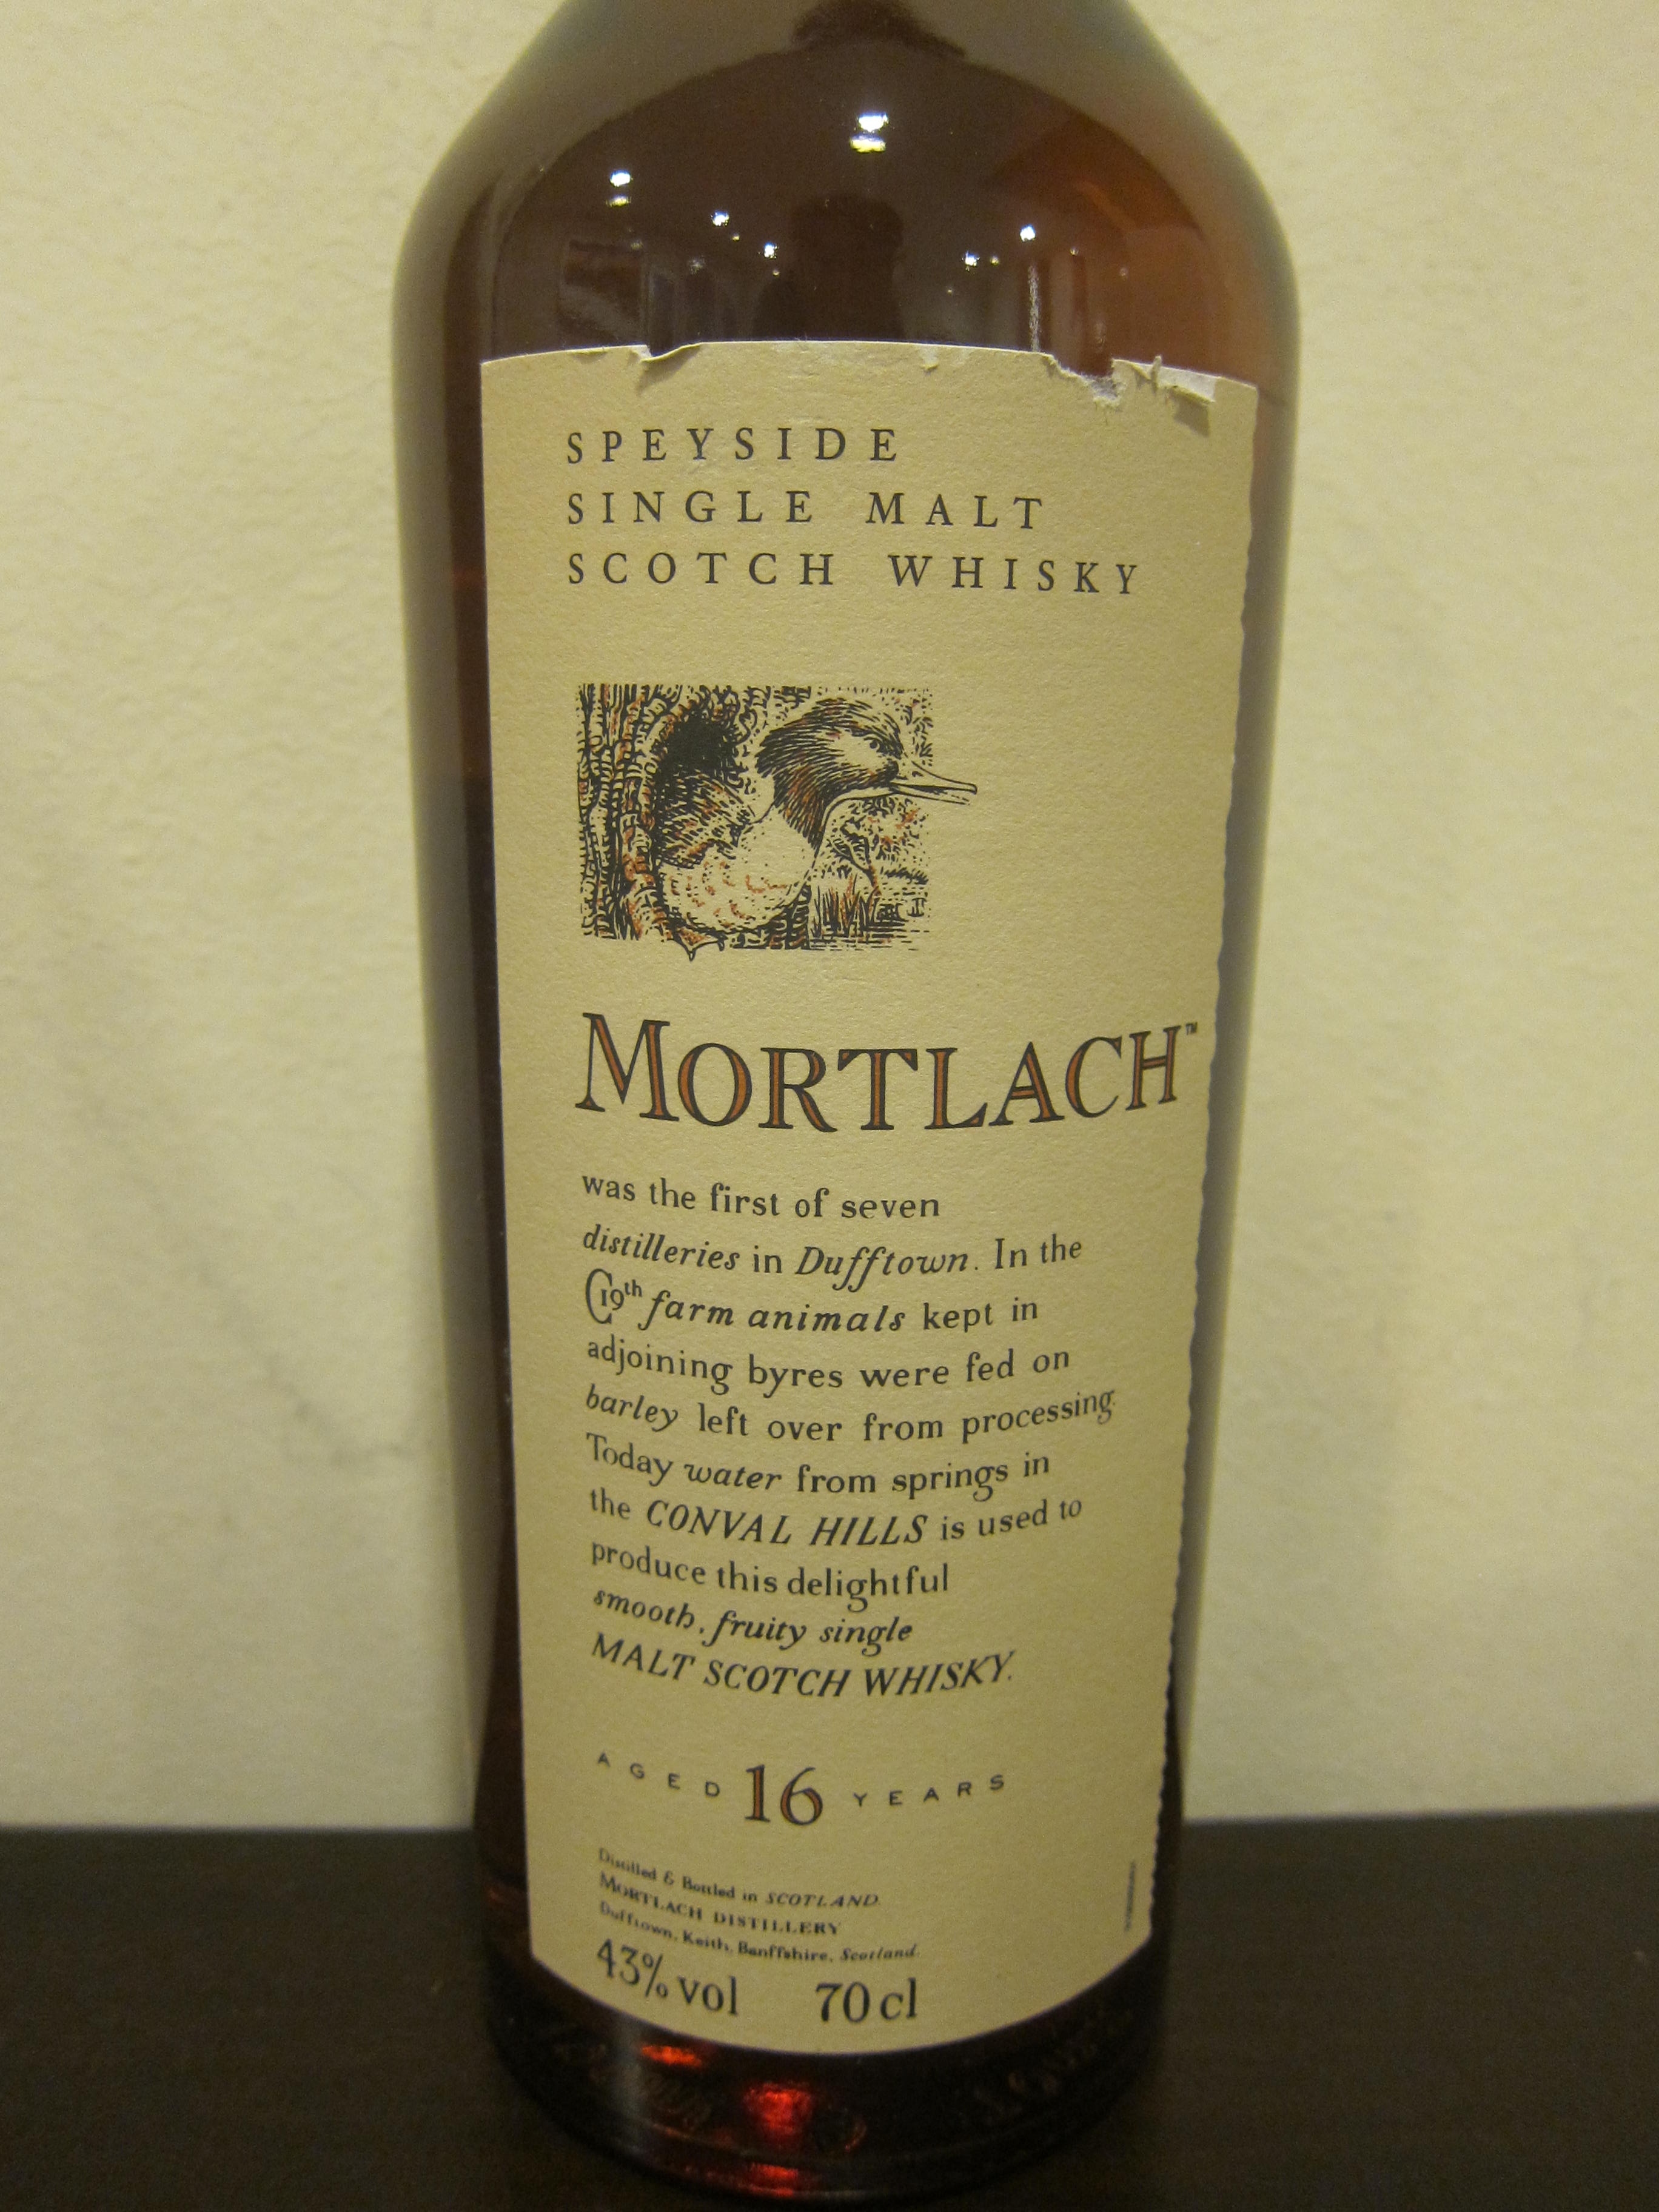 SPEYSIDE
SINGLE MALT
SCOTCH WHISKY
MORTLACH™
was the first of seven
distilleries in Dufftown. In the
C19th farm animals kept in
adjoining byres were fed on
barley left over from processing.
Today water from springs in
the CONVAL HILLS is used to
produce this delightful
smooth, fruity single
MALT SCOTCH WHISKY.
AGED 16 YEARS
Distilled & Bottled in SCOTLAND.
MORTLACH DISTILLERY
Dufftown, Keith, Banffshire, Scotland.
43% vol 70 cl